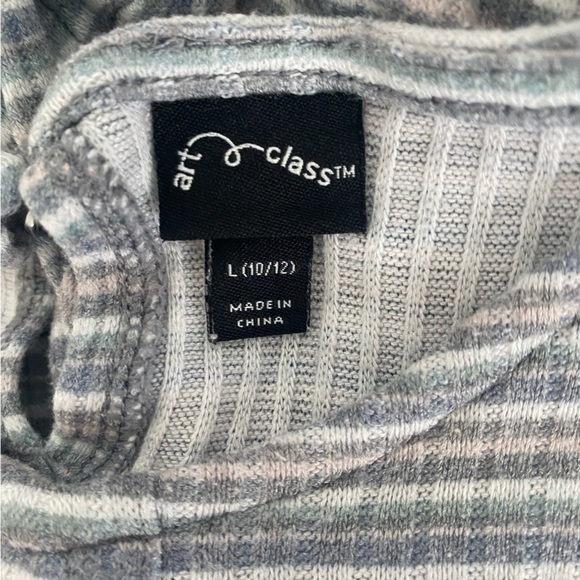 art class™
L (10/12)
MADE IN
CHINA